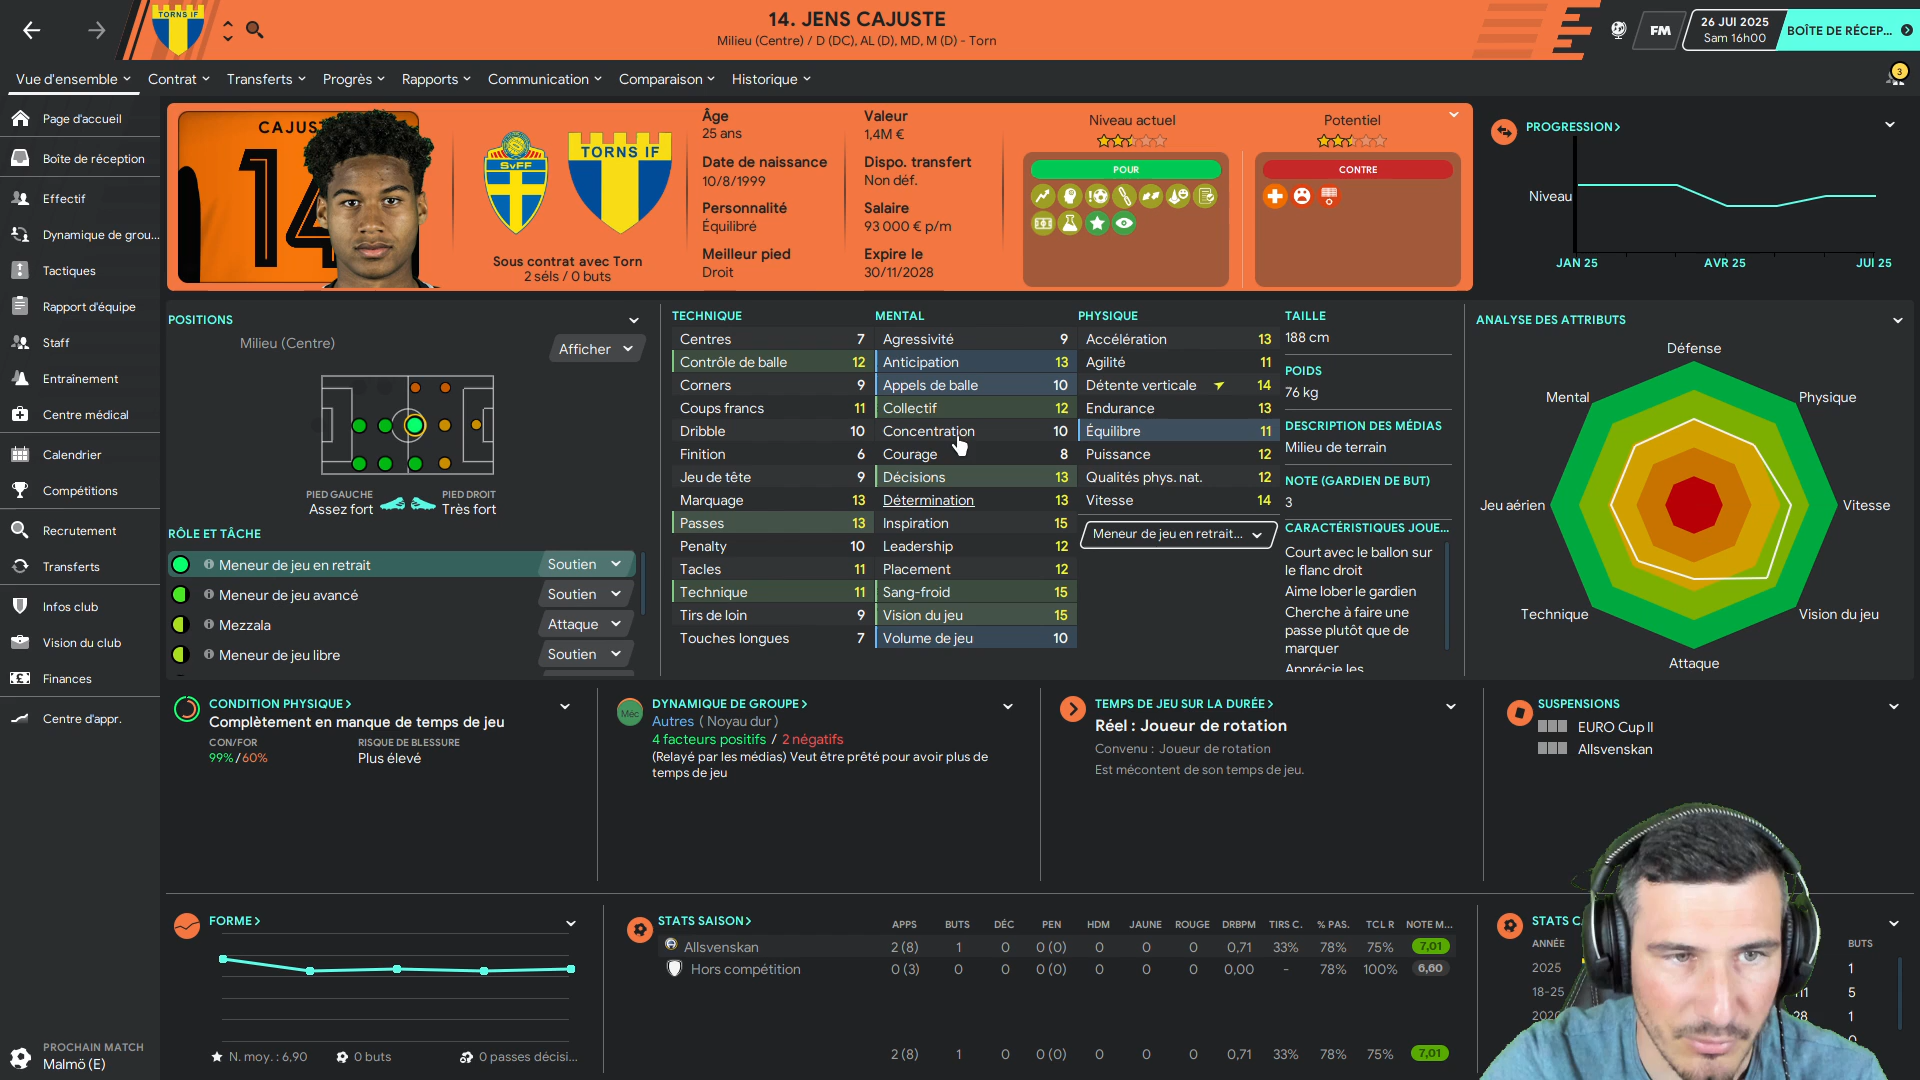 TORNS IF
14. JENS CAJUSTE
Milieu (Centre) / D (DC), AL (D), MD, M (D) - Torn
FM
26 JUI 2025
Sam 16h00
BOÎTE DE RÉCEP...
Vue d'ensemble
Contrat
Transferts
Progrès
Rapports
Communication
Comparaison
Historique
3
Page d'accueil
Boîte de réception
Effectif
Dynamique de grou...
Tactiques
Rapport d'équipe
Staff
Entraînement
Centre médical
Calendrier
Compétitions
Recrutement
Transferts
Infos club
Vision du club
Finances
Centre d'appr.
PROCHAIN MATCH
Malmö (E)
CAJUST
14
SvFF
TORNS IF
Sous contrat avec Torn
2 séls / 0 buts
Âge
25 ans
Date de naissance
10/8/1999
Personnalité
Équilibré
Meilleur pied
Droit
Valeur
1,4M €
Dispo. transfert
Non déf.
Salaire
93 000 € p/m
Expire le
30/11/2028
Niveau actuel
POUR
Potentiel
CONTRE
PROGRESSION
Niveau
JAN 25
AVR 25
JUI 25
POSITIONS
Milieu (Centre)
Afficher
PIED GAUCHE
Assez fort
PIED DROIT
Très fort
RÔLE ET TÂCHE
Meneur de jeu en retrait Soutien
Meneur de jeu avancé Soutien
Mezzala Attaque
Meneur de jeu libre Soutien
TECHNIQUE
Centres 7
Contrôle de balle 12
Corners 9
Coups francs 11
Dribble 10
Finition 6
Jeu de tête 9
Marquage 13
Passes 13
Penalty 10
Tacles 11
Technique 11
Tirs de loin 9
Touches longues 7
MENTAL
Agressivité 9
Anticipation 13
Appels de balle 10
Collectif 12
Concentration 10
Courage 8
Décisions 13
Détermination 13
Inspiration 15
Leadership 12
Placement 12
Sang-froid 15
Vision du jeu 15
Volume de jeu 10
PHYSIQUE
Accélération 13
Agilité 11
Détente verticale 14
Endurance 13
Équilibre 11
Puissance 12
Qualités phys. nat. 12
Vitesse 14
Meneur de jeu en retrait...
TAILLE
188 cm
POIDS
76 kg
DESCRIPTION DES MÉDIAS
Milieu de terrain
NOTE (GARDIEN DE BUT)
3
CARACTÉRISTIQUES JOUE...
Court avec le ballon sur
le flanc droit
Aime lober le gardien
Cherche à faire une
passe plutôt que de
marquer
Apprécie les
ANALYSE DES ATTRIBUTS
Défense
Mental
Physique
Jeu aérien
Vitesse
Technique
Vision du jeu
Attaque
CONDITION PHYSIQUE
Complètement en manque de temps de jeu
CON/FOR
99%/60%
RISQUE DE BLESSURE
Plus élevé
Méc
DYNAMIQUE DE GROUPE
Autres (Noyau dur)
4 facteurs positifs / 2 négatifs
(Relayé par les médias) Veut être prêté pour avoir plus de
temps de jeu
TEMPS DE JEU SUR LA DURÉE
Réel : Joueur de rotation
Convenu : Joueur de rotation
Est mécontent de son temps de jeu.
SUSPENSIONS
EURO Cup II
Allsvenskan
FORME
N. moy. : 6,90
0 buts
0 passes décisi...
STATS SAISON
APPS BUTS DÉC PEN HDM JAUNE ROUGE DRBPM TIRS C. % PAS. TCL R NOTE M...
Allsvenskan 2 (8) 1 0 0 (0) 0 0 0 0,71 33% 78% 75% 7,01
Hors compétition 0 (3) 0 0 0 (0) 0 0 0 0,00 - 78% 100% 6,60
2 (8) 1 0 0 (0) 0 0 0 0,71 33% 78% 75% 7,01
STATS C
ANNÉE BUTS
2025 1
18-25 5
28 1